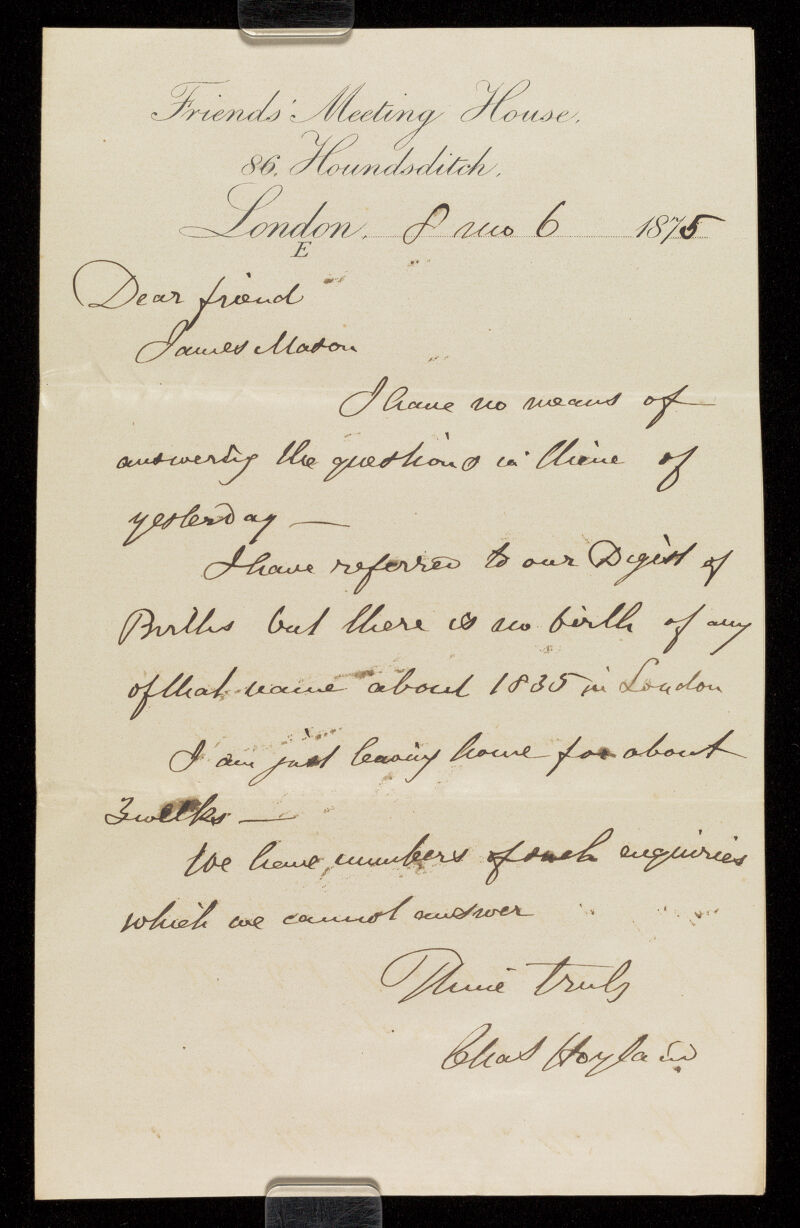 Friends' Meeting House,
86, Houndsditch,
London, 8 mo 6 1875
E
Dear friend
James Mason
I have no means of
answering the questions in thine of
yesterday —
I have referred to our Digest of
Births but there is no birth of any
of that name about 1835 in London
I am just leaving home for about
3 weeks —
We have numbers of such enquiries
which we cannot answer
Thine truly
Chas Hoyland